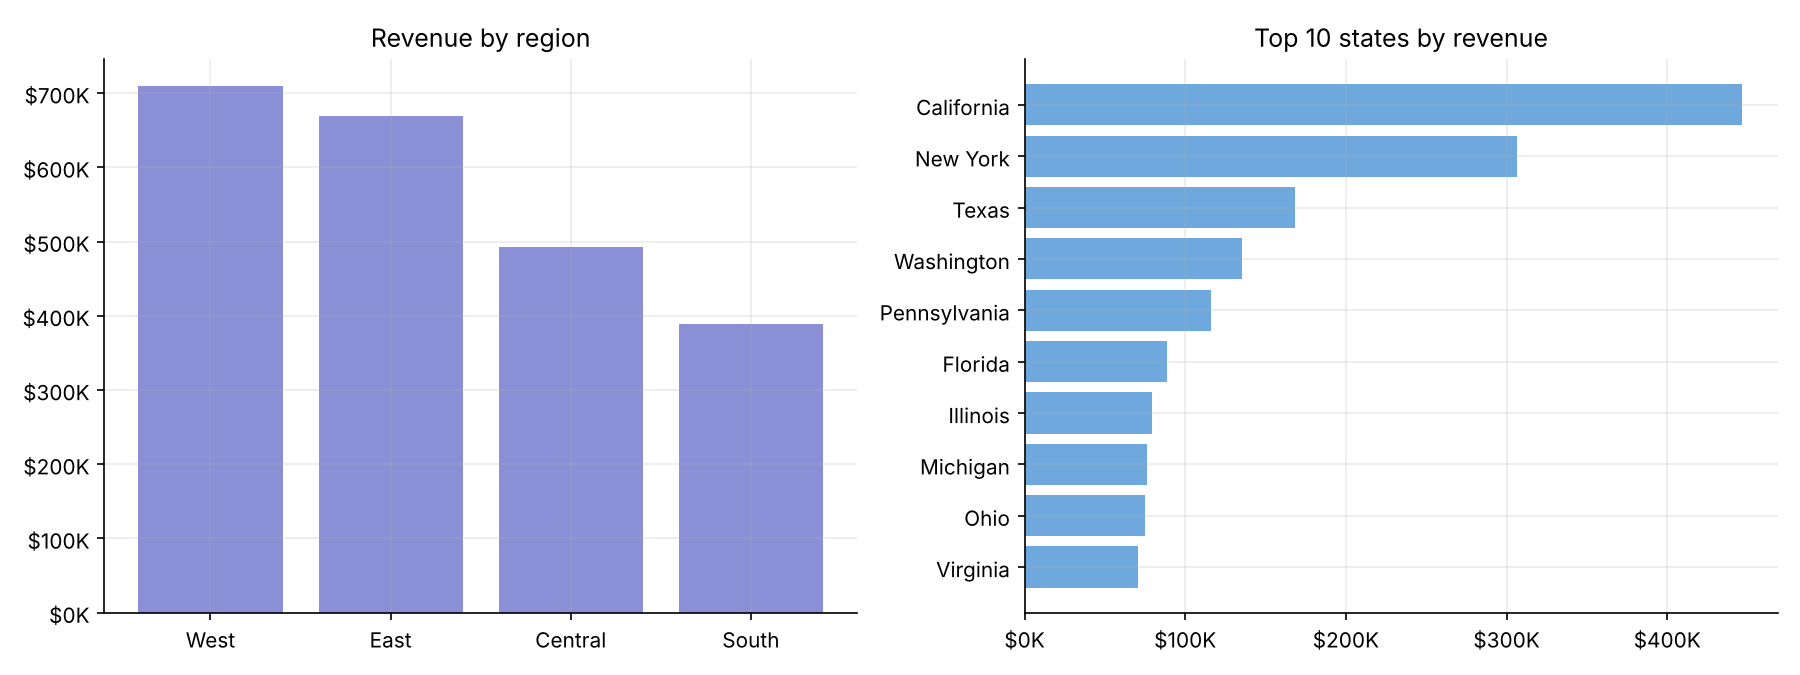 Revenue by region
$700K
$600K
$500K
$400K
$300K
$200K
$100K
$0K
West East Central South
Top 10 states by revenue
California
New York
Texas
Washington
Pennsylvania
Florida
Illinois
Michigan
Ohio
Virginia
$0K $100K $200K $300K $400K